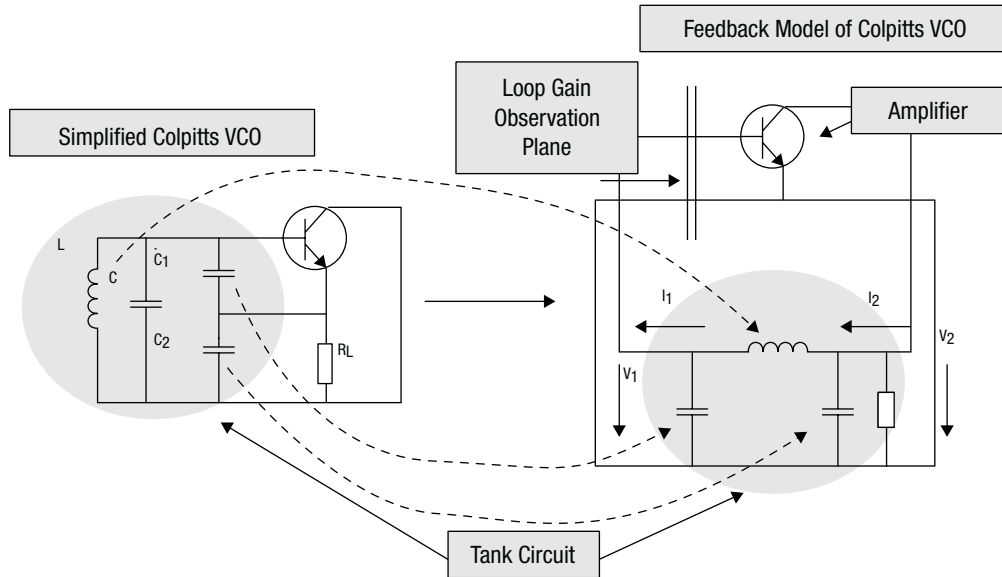 Feedback Model of Colpitts VCO
Loop Gain
Observation
Plane
Amplifier
Simplified Colpitts VCO
L
C
C1
C2
RL
I1
I2
V1
V2
Tank Circuit